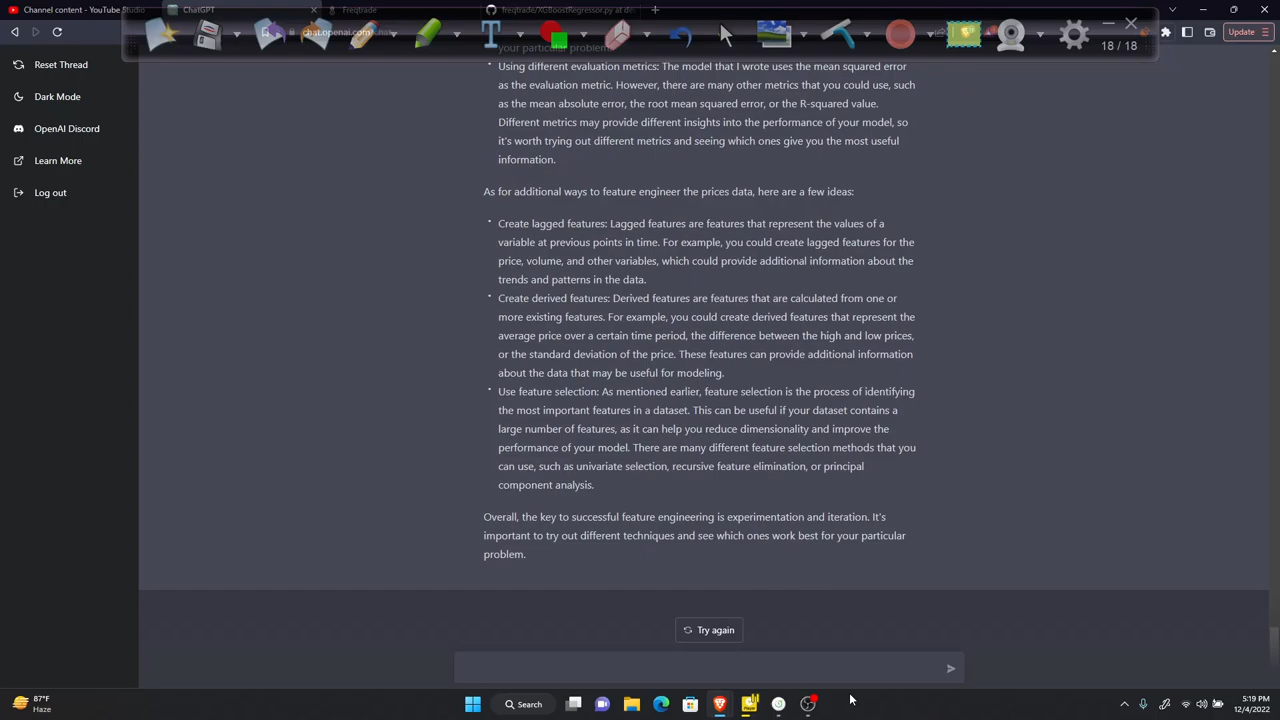 Channel content - YouTube Studio
ChatGPT
Freqtrade
freqtrade/XGBoostRegressor.py at de
chat.openai.com/chat
Update
18 / 18
Reset Thread
Dark Mode
OpenAI Discord
Learn More
Log out
your particular problems
• Using different evaluation metrics: The model that I wrote uses the mean squared error
as the evaluation metric. However, there are many other metrics that you could use, such
as the mean absolute error, the root mean squared error, or the R-squared value.
Different metrics may provide different insights into the performance of your model, so
it's worth trying out different metrics and seeing which ones give you the most useful
information.
As for additional ways to feature engineer the prices data, here are a few ideas:
• Create lagged features: Lagged features are features that represent the values of a
variable at previous points in time. For example, you could create lagged features for the
price, volume, and other variables, which could provide additional information about the
trends and patterns in the data.
• Create derived features: Derived features are features that are calculated from one or
more existing features. For example, you could create derived features that represent the
average price over a certain time period, the difference between the high and low prices,
or the standard deviation of the price. These features can provide additional information
about the data that may be useful for modeling.
• Use feature selection: As mentioned earlier, feature selection is the process of identifying
the most important features in a dataset. This can be useful if your dataset contains a
large number of features, as it can help you reduce dimensionality and improve the
performance of your model. There are many different feature selection methods that you
can use, such as univariate selection, recursive feature elimination, or principal
component analysis.
Overall, the key to successful feature engineering is experimentation and iteration. It's
important to try out different techniques and see which ones work best for your particular
problem.
Try again
87°F
Haze
Search
5:19 PM
12/4/2022